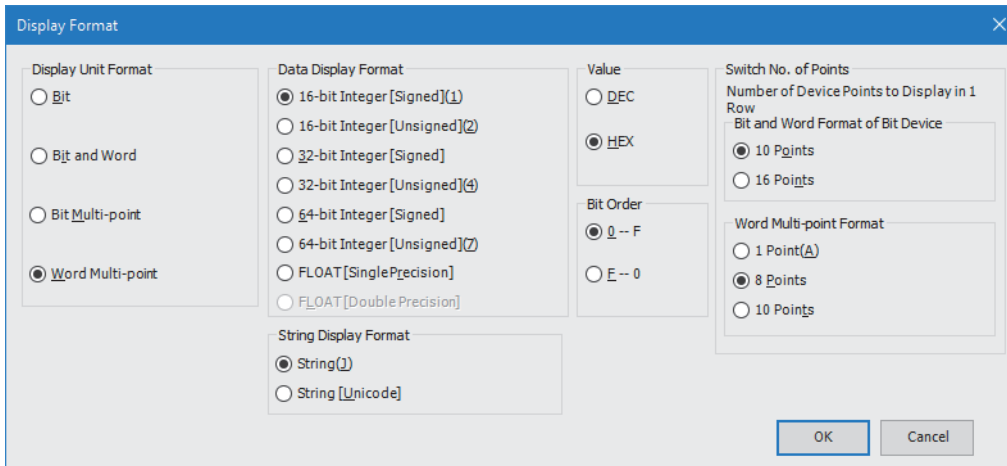 Display Format
Display Unit Format
Bit
Bit and Word
Bit Multi-point
Word Multi-point
Data Display Format
16-bit Integer [Signed](1)
16-bit Integer [Unsigned](2)
32-bit Integer [Signed]
32-bit Integer [Unsigned](4)
64-bit Integer [Signed]
64-bit Integer [Unsigned](7)
FLOAT [Single Precision]
FLOAT [Double Precision]
String Display Format
String(J)
String [Unicode]
Value
DEC
HEX
Bit Order
0 -- F
F -- 0
Switch No. of Points
Number of Device Points to Display in 1
Row
Bit and Word Format of Bit Device
10 Points
16 Points
Word Multi-point Format
1 Point(A)
8 Points
10 Points
OK
Cancel